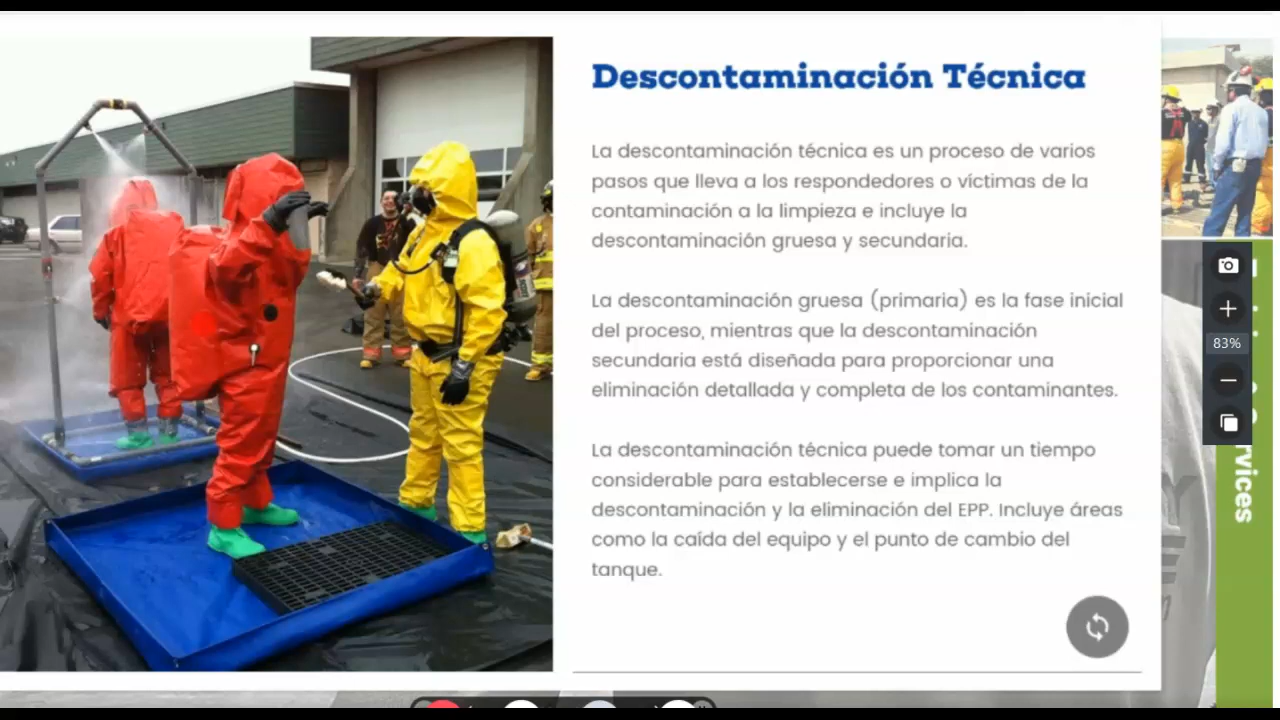 Descontaminación Técnica
La descontaminación técnica es un proceso de varios
pasos que lleva a los respondedores o víctimas de la
contaminación a la limpieza e incluye la
descontaminación gruesa y secundaria.
La descontaminación gruesa (primaria) es la fase inicial
del proceso, mientras que la descontaminación
secundaria está diseñada para proporcionar una
eliminación detallada y completa de los contaminantes.
La descontaminación técnica puede tomar un tiempo
considerable para establecerse e implica la
descontaminación y la eliminación del EPP. Incluye áreas
como la caída del equipo y el punto de cambio del
tanque.
83%